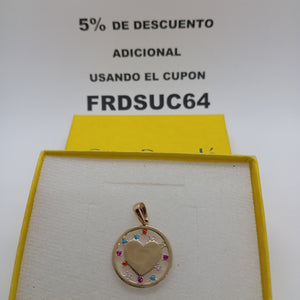 5% DE DESCUENTO
ADICIONAL
USANDO EL CUPON
FRDSUC64